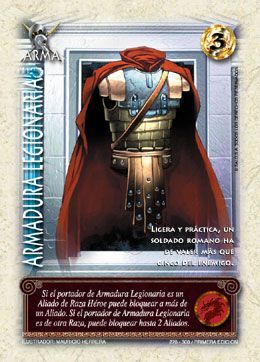 ARMA
3
ARMADURA LEGIONARIA
LIGERA Y PRÁCTICA, UN
SOLDADO ROMANO HA
DE VALER MÁS QUE
CINCO DEL ENEMIGO.
Si el portador de Armadura Legionaria es un
Aliado de Raza Héroe puede bloquear a más de
un Aliado. Si el portador de Armadura Legionaria
es de otra Raza, puede bloquear hasta 2 Aliados.
ILUSTRADOR: MAURICIO HERRERA
PRIMERA EDICION